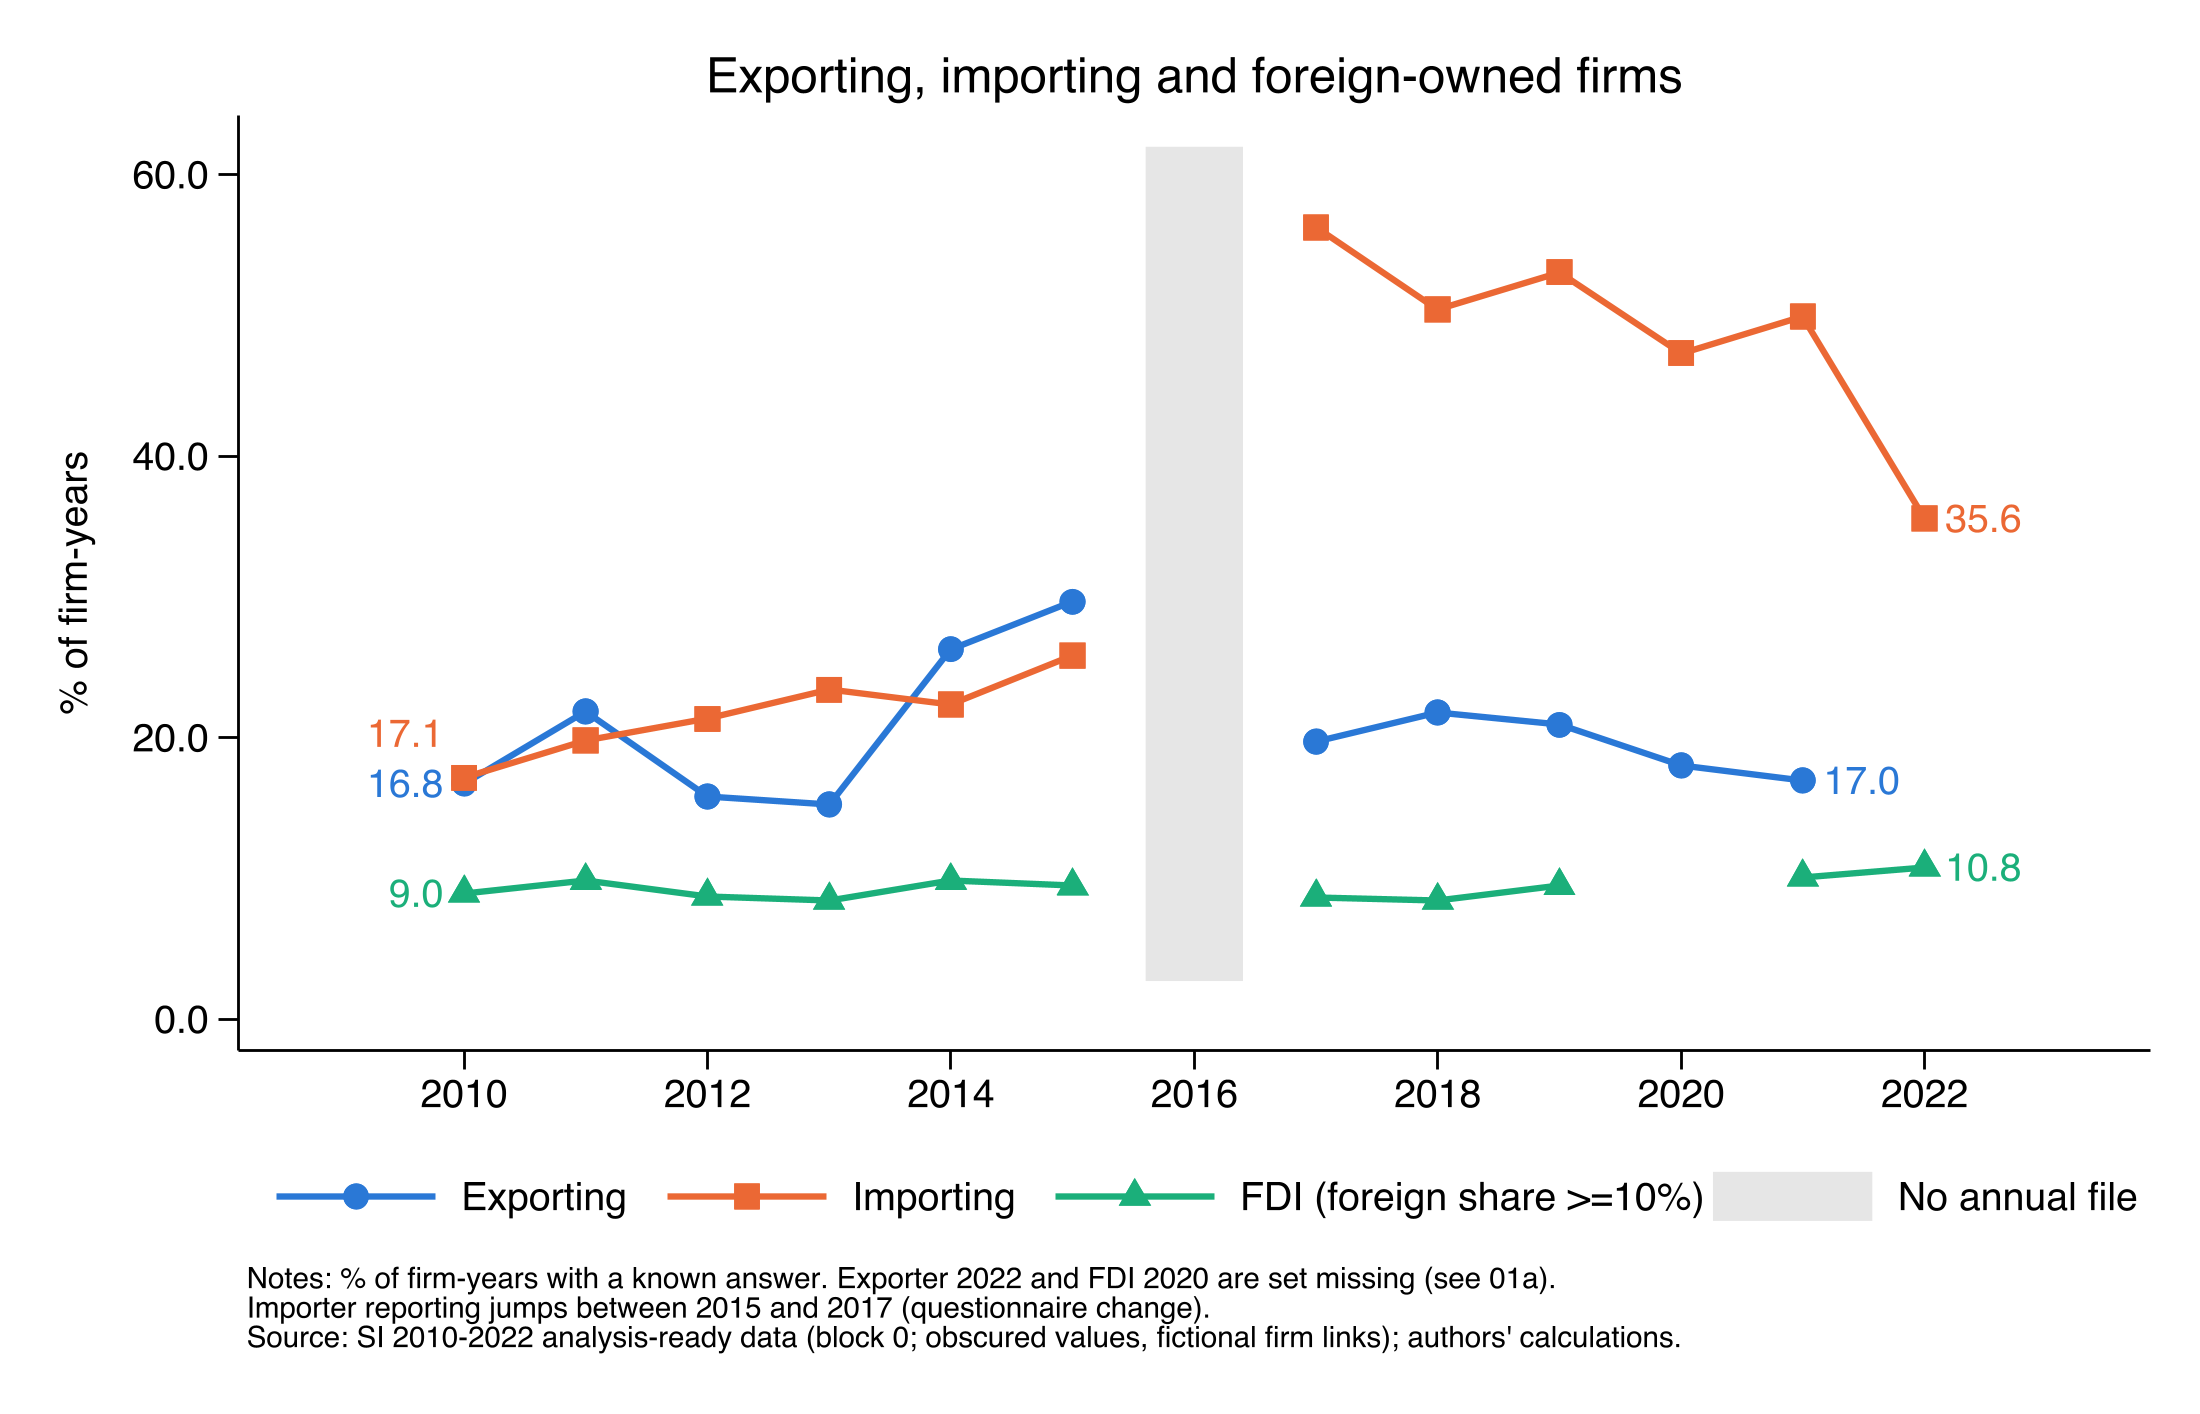 Exporting, importing and foreign-owned firms
% of firm-years
60.0
40.0
20.0
0.0
17.1
16.8
9.0
35.6
17.0
10.8
2010 2012 2014 2016 2018 2020 2022
Exporting Importing FDI (foreign share >=10%) No annual file
Notes: % of firm-years with a known answer. Exporter 2022 and FDI 2020 are set missing (see 01a).
Importer reporting jumps between 2015 and 2017 (questionnaire change).
Source: SI 2010-2022 analysis-ready data (block 0; obscured values, fictional firm links); authors' calculations.